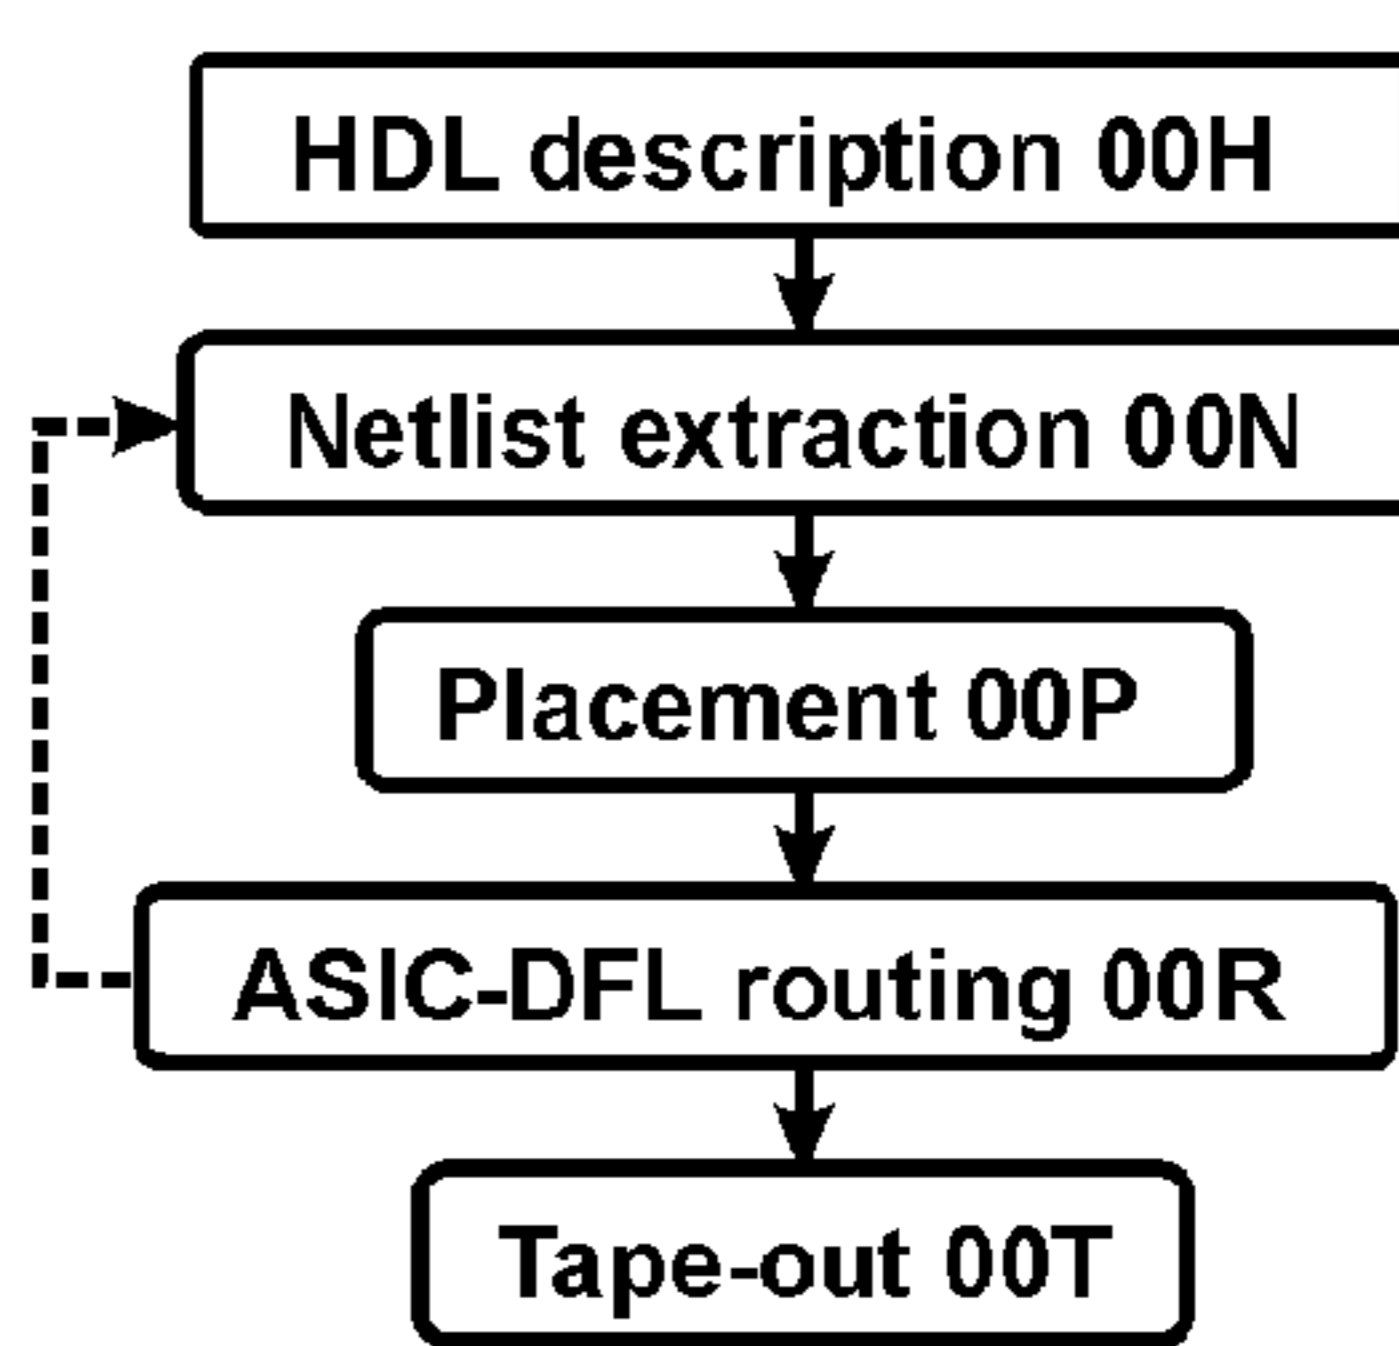 HDL description 00H
Netlist extraction 00N
Placement 00P
ASIC-DFL routing 00R
Tape-out 00T